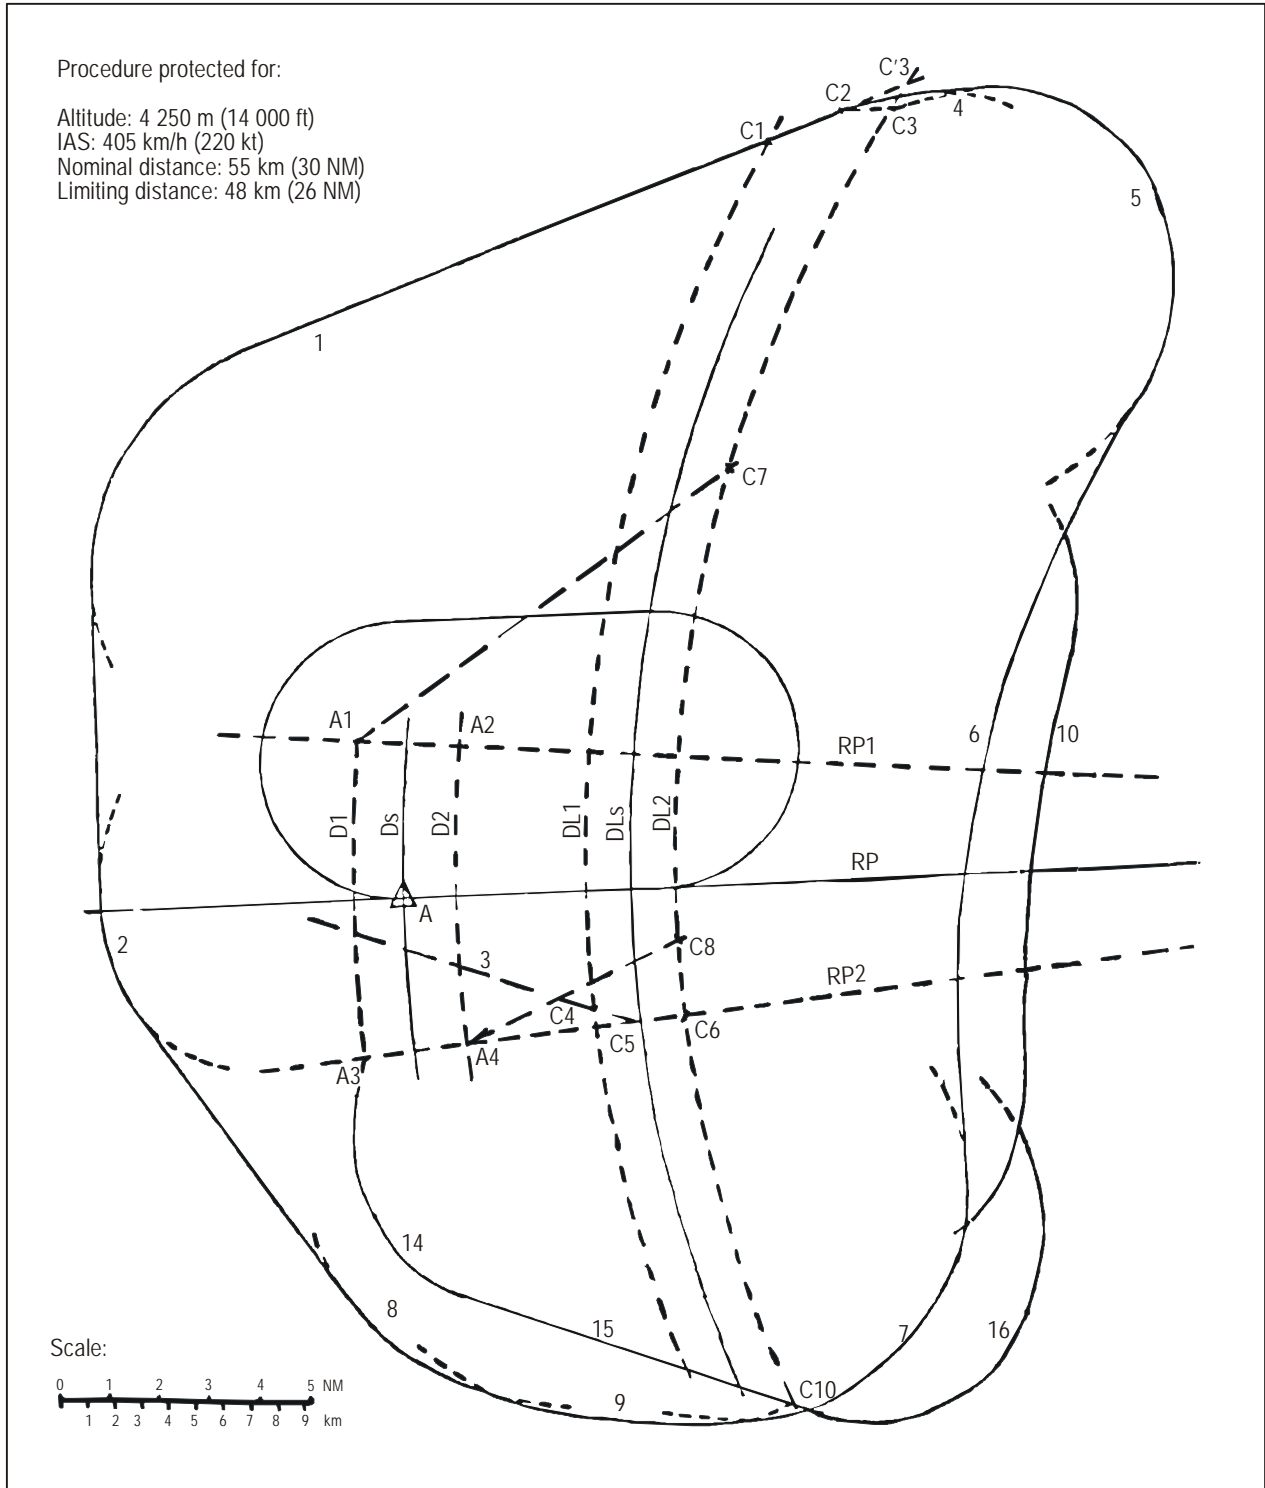 Procedure protected for:
Altitude: 4 250 m (14 000 ft)
IAS: 405 km/h (220 kt)
Nominal distance: 55 km (30 NM)
Limiting distance: 48 km (26 NM)
C'3
C2
C1
C3
4
5
1
C7
A1
A2
RP1
6
10
D1
Ds
D2
DL1
DLs
DL2
RP
A
2
3
C8
RP2
C4
C5
C6
A3
A4
14
8
15
7
16
9
C10
Scale:
0 1 2 3 4 5 NM
1 2 3 4 5 6 7 8 9 km